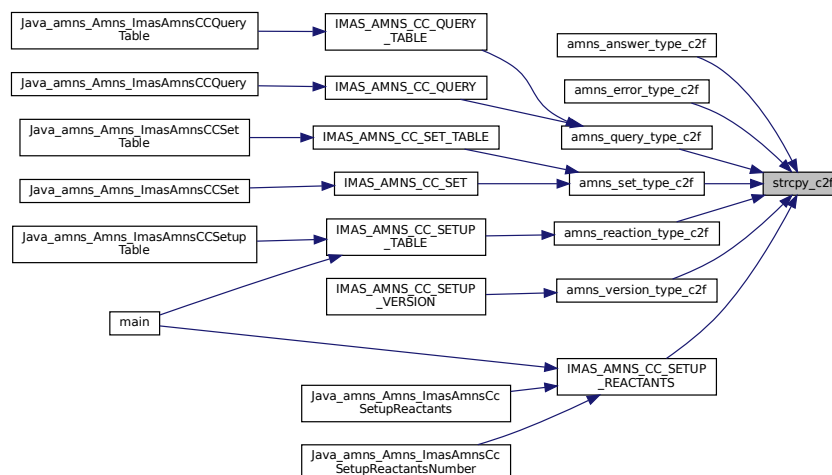 Java_amns_Amns_ImasAmnsCCQuery
Table
IMAS_AMNS_CC_QUERY
_TABLE
amns_answer_type_c2f
Java_amns_Amns_ImasAmnsCCQuery
IMAS_AMNS_CC_QUERY
amns_error_type_c2f
Java_amns_Amns_ImasAmnsCCSet
Table
IMAS_AMNS_CC_SET_TABLE
amns_query_type_c2f
Java_amns_Amns_ImasAmnsCCSet
IMAS_AMNS_CC_SET
amns_set_type_c2f
strcpy_c2f
Java_amns_Amns_ImasAmnsCCSetup
Table
IMAS_AMNS_CC_SETUP
_TABLE
amns_reaction_type_c2f
IMAS_AMNS_CC_SETUP
_VERSION
amns_version_type_c2f
main
IMAS_AMNS_CC_SETUP
_REACTANTS
Java_amns_Amns_ImasAmnsCc
SetupReactants
Java_amns_Amns_ImasAmnsCc
SetupReactantsNumber